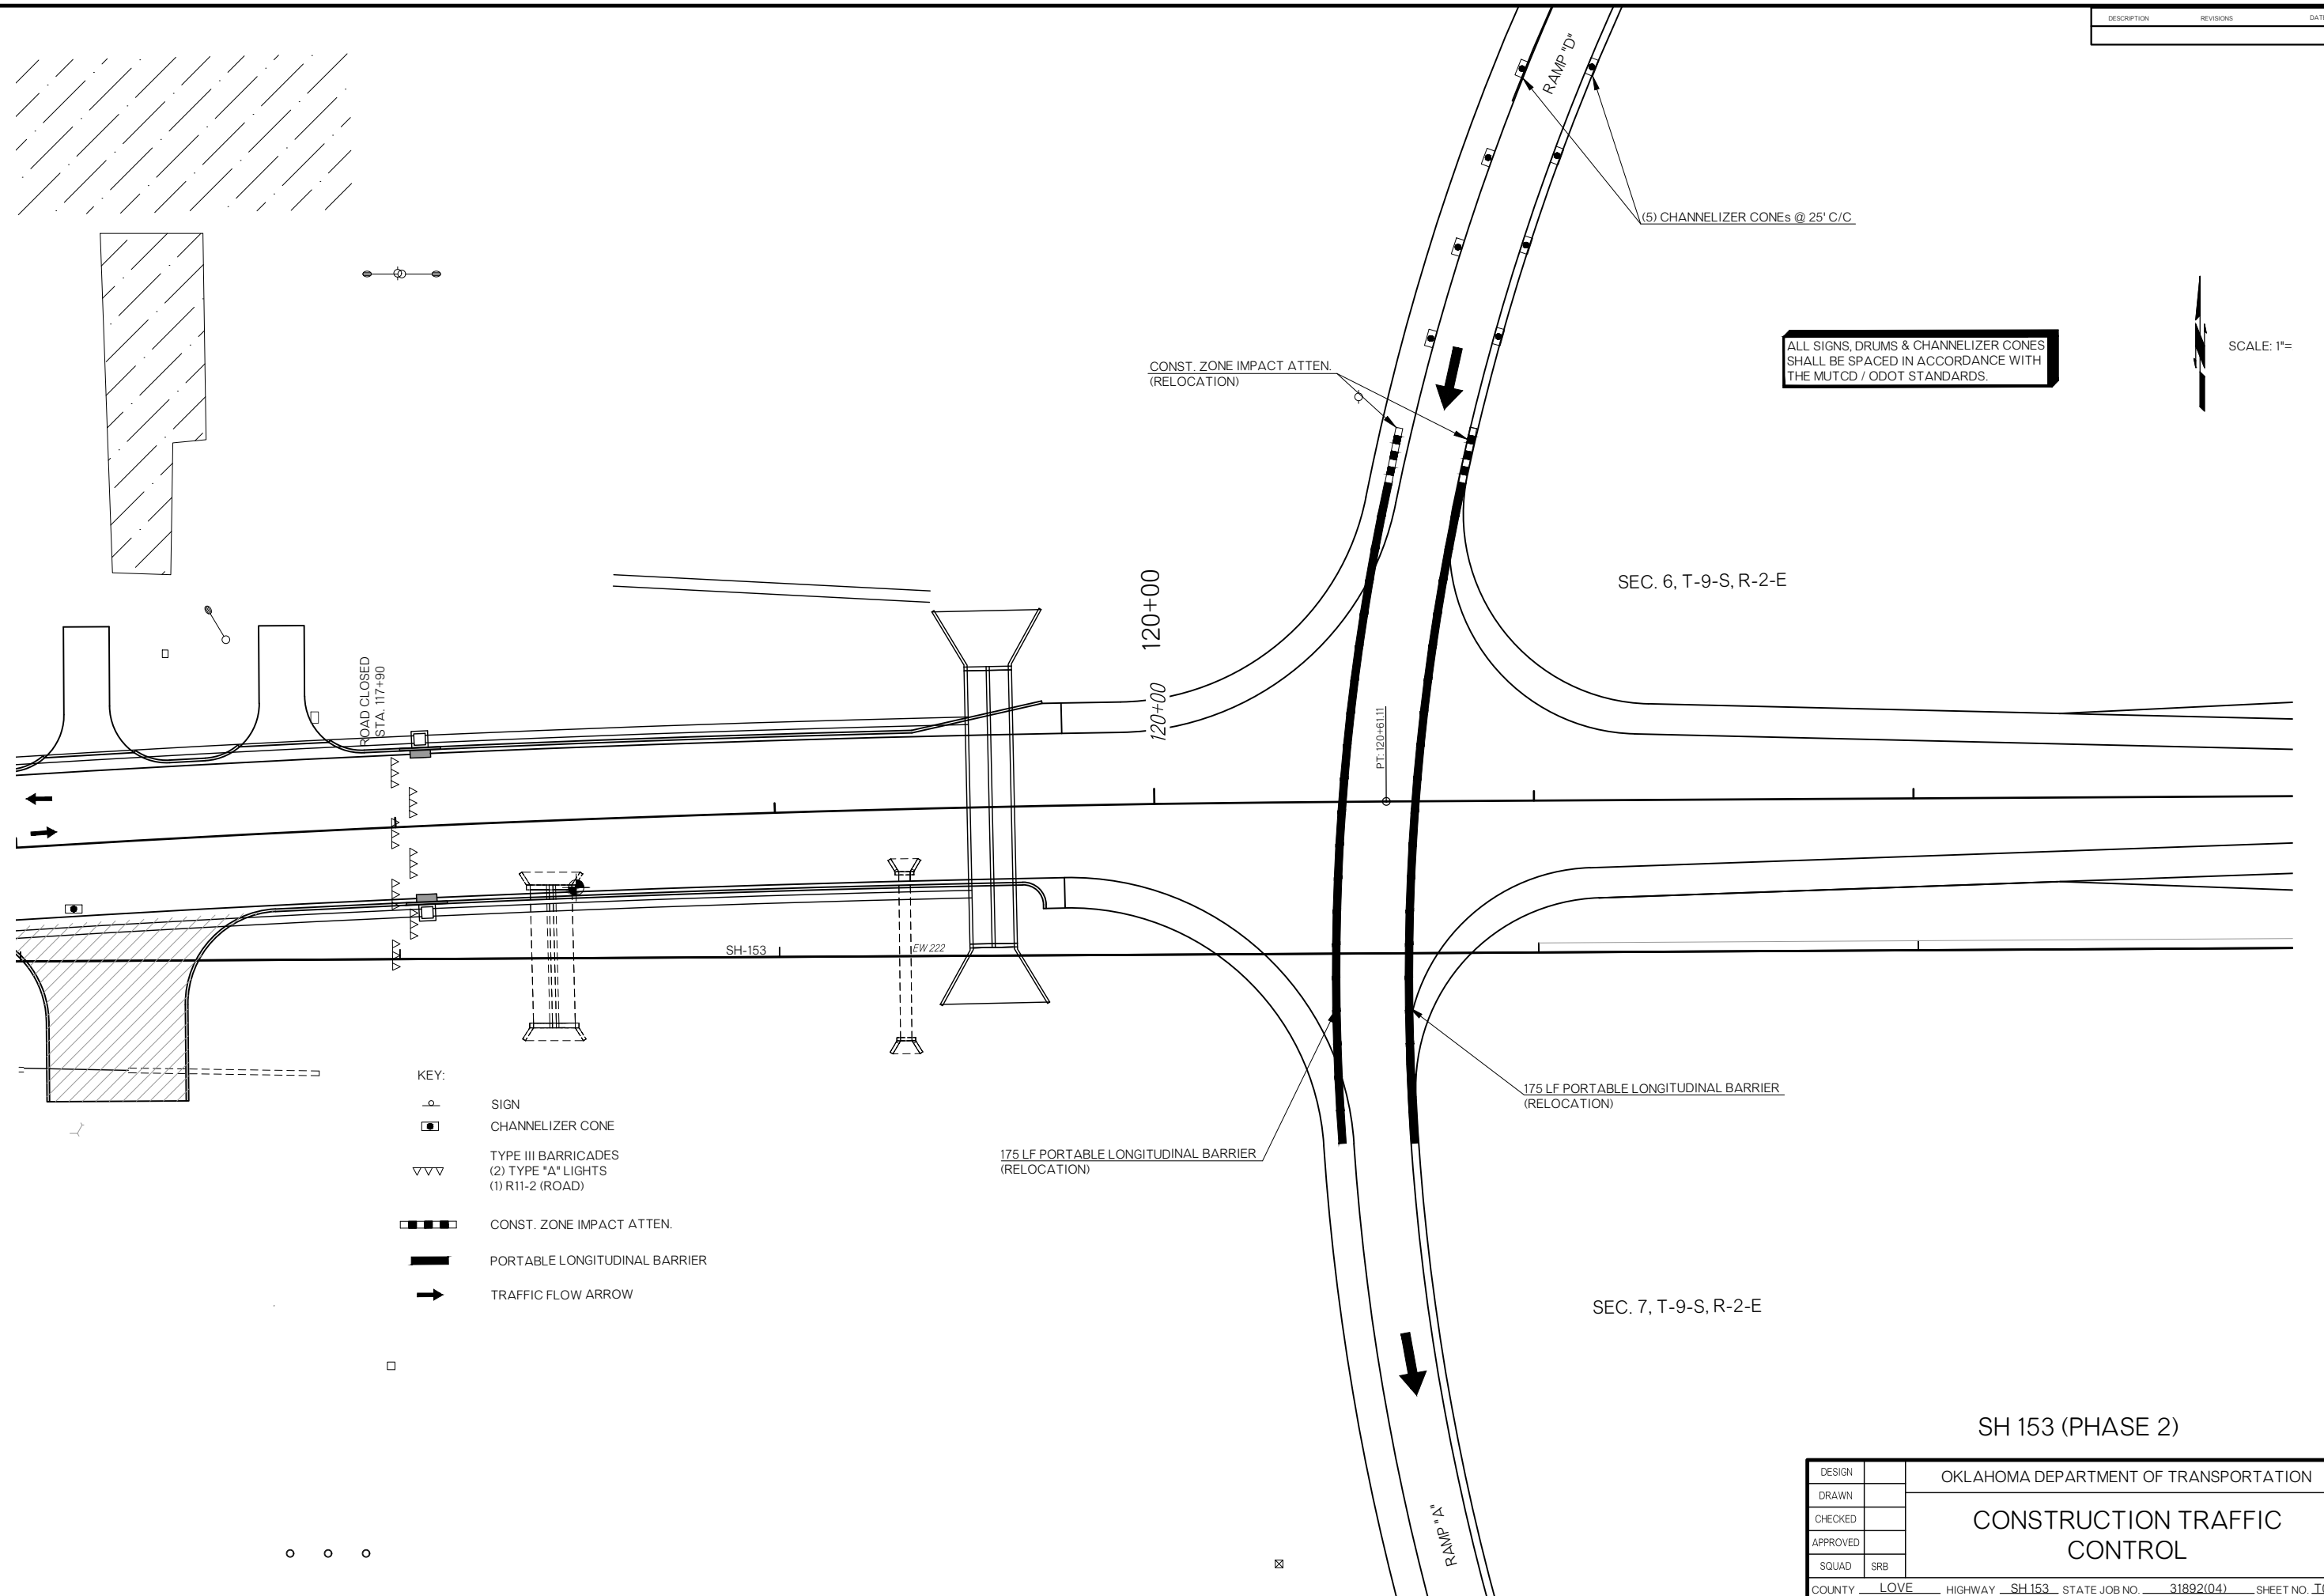 DESCRIPTION REVISIONS
RAMP "D"
(5) CHANNELIZER CONEs @ 25' C/C
CONST. ZONE IMPACT ATTEN.
(RELOCATION)
ALL SIGNS, DRUMS & CHANNELIZER CONES
SHALL BE SPACED IN ACCORDANCE WITH
THE MUTCD / ODOT STANDARDS.
N
SCALE: 1"=
SEC. 6, T-9-S, R-2-E
120+00
120+00
ROAD CLOSED
STA. 117+90
PT: 120+61.11
SH-153
EW 222
KEY:
SIGN
CHANNELIZER CONE
TYPE III BARRICADES
(2) TYPE "A" LIGHTS
(1) R11-2 (ROAD)
CONST. ZONE IMPACT ATTEN.
PORTABLE LONGITUDINAL BARRIER
TRAFFIC FLOW ARROW
175 LF PORTABLE LONGITUDINAL BARRIER
(RELOCATION)
175 LF PORTABLE LONGITUDINAL BARRIER
(RELOCATION)
SEC. 7, T-9-S, R-2-E
RAMP "A"
SH 153 (PHASE 2)
DESIGN
DRAWN
CHECKED
APPROVED
SQUAD SRB
OKLAHOMA DEPARTMENT OF TRANSPORTATION
CONSTRUCTION TRAFFIC
CONTROL
COUNTY LOVE HIGHWAY SH 153 STATE JOB NO. 31892(04) SHEET NO.